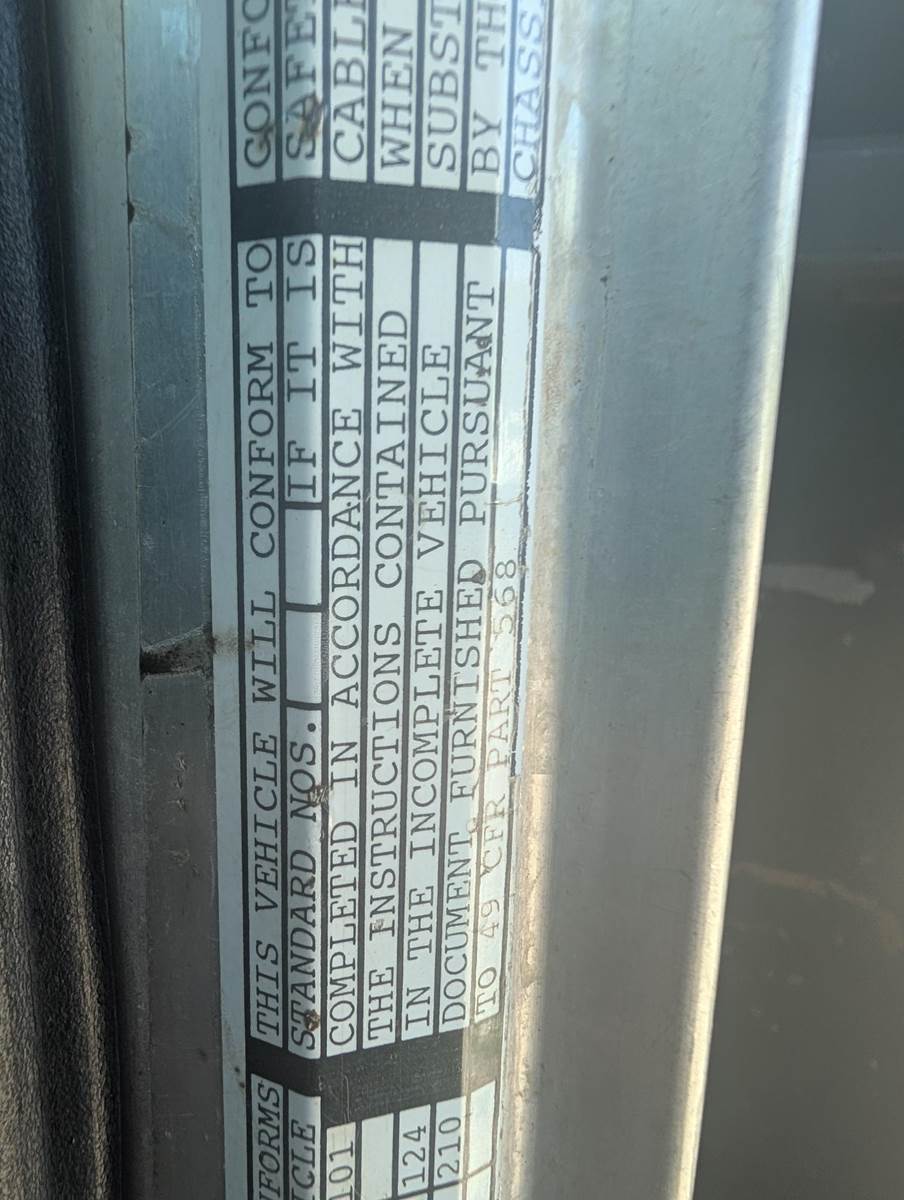 FORMS
ICLE
101
124
210
THIS VEHICLE WILL CONFORM TO
STANDARD NOS. IF IT IS
COMPLETED IN ACCORDANCE WITH
THE INSTRUCTIONS CONTAINED
IN THE INCOMPLETE VEHICLE
DOCUMENT FURNISHED PURSUANT
TO 49 CFR PART 568
CONFO
SAFET
CABLE
WHEN
SUBST
BY TH
CHASS